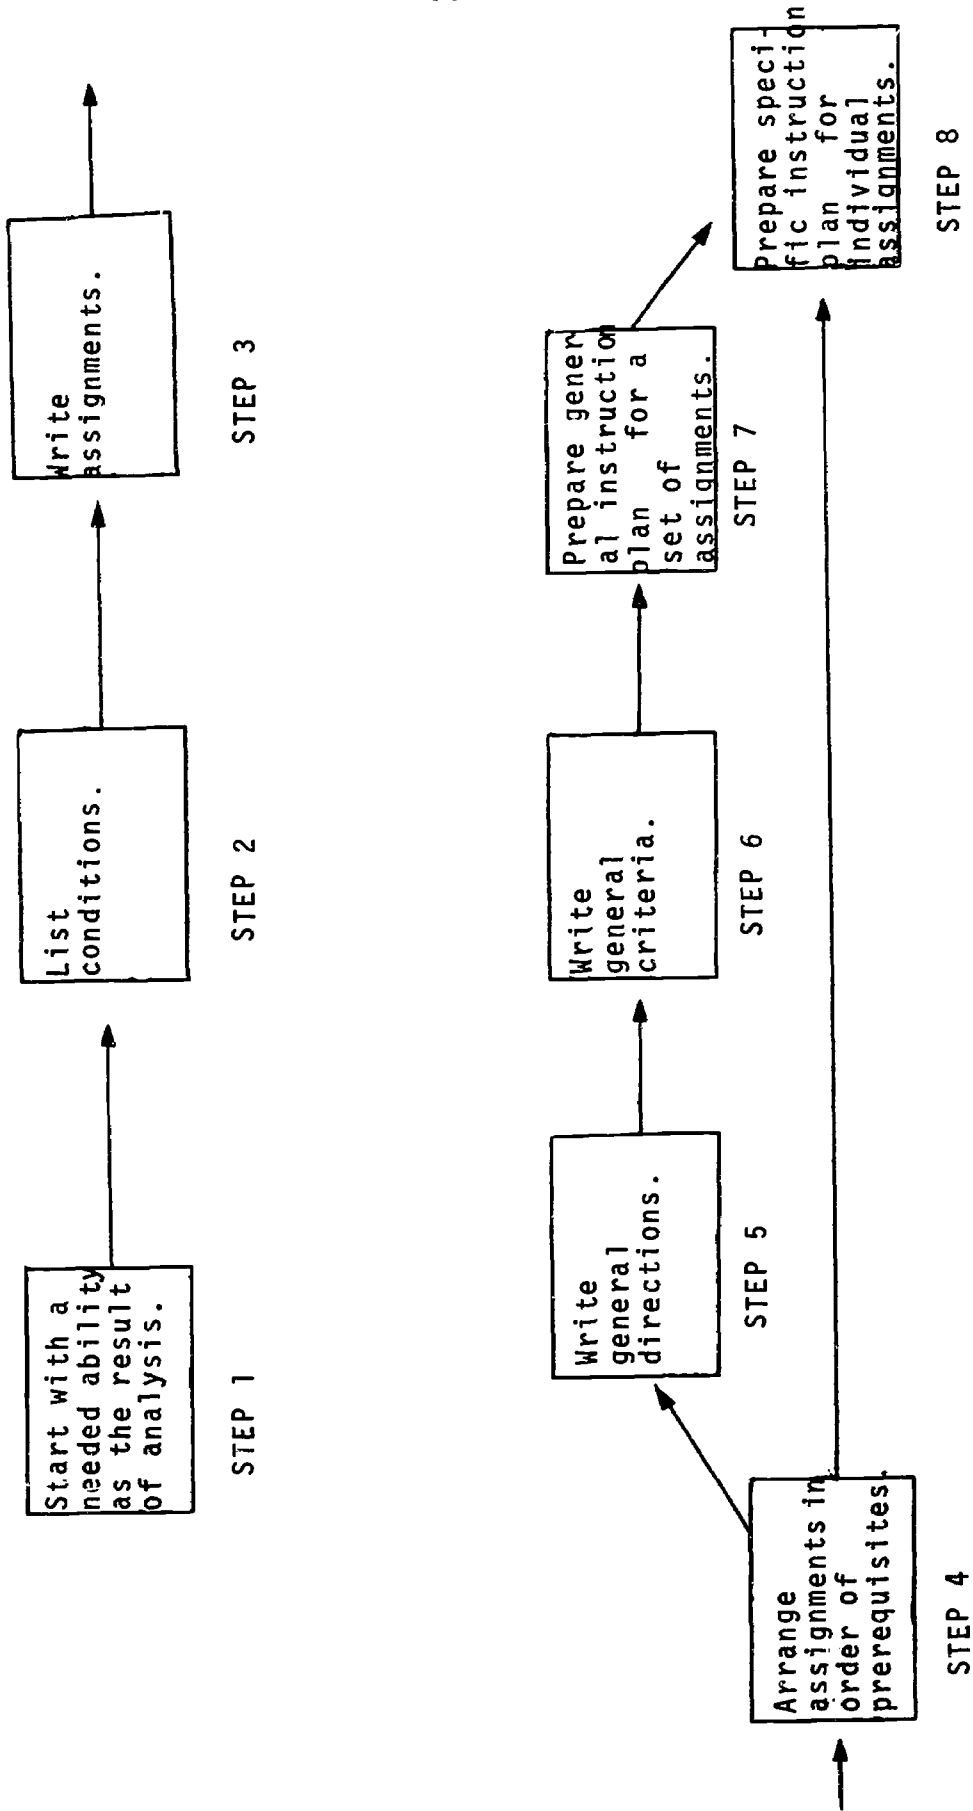 Start with a
needed ability
as the result
of analysis.
STEP 1
List
conditions.
STEP 2
Write
assignments.
STEP 3
Arrange
assignments in
order of
prerequisites.
STEP 4
Write
general
directions.
STEP 5
Write
general
criteria.
STEP 6
Prepare gener
al instruction
plan for a
set of
assignments.
STEP 7
Prepare speci-
fic instruction
plan for
individual
assignments.
STEP 8